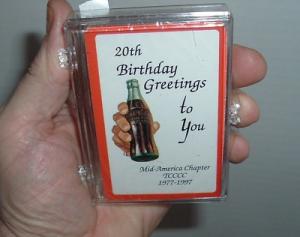 20th
Birthday
Greetings
to
You
Mid-America Chapter
TCCCC
1977-1997